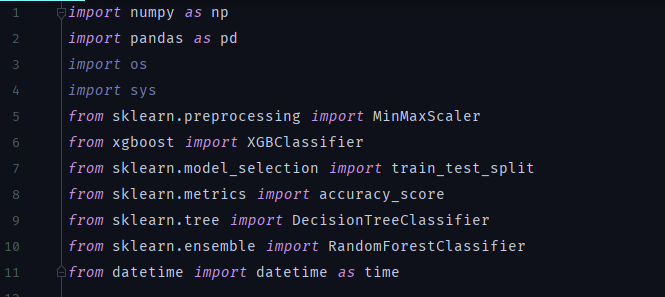 1 import numpy as np
2 import pandas as pd
3 import os
4 import sys
5 from sklearn.preprocessing import MinMaxScaler
6 from xgboost import XGBClassifier
7 from sklearn.model_selection import train_test_split
8 from sklearn.metrics import accuracy_score
9 from sklearn.tree import DecisionTreeClassifier
10 from sklearn.ensemble import RandomForestClassifier
11 from datetime import datetime as time